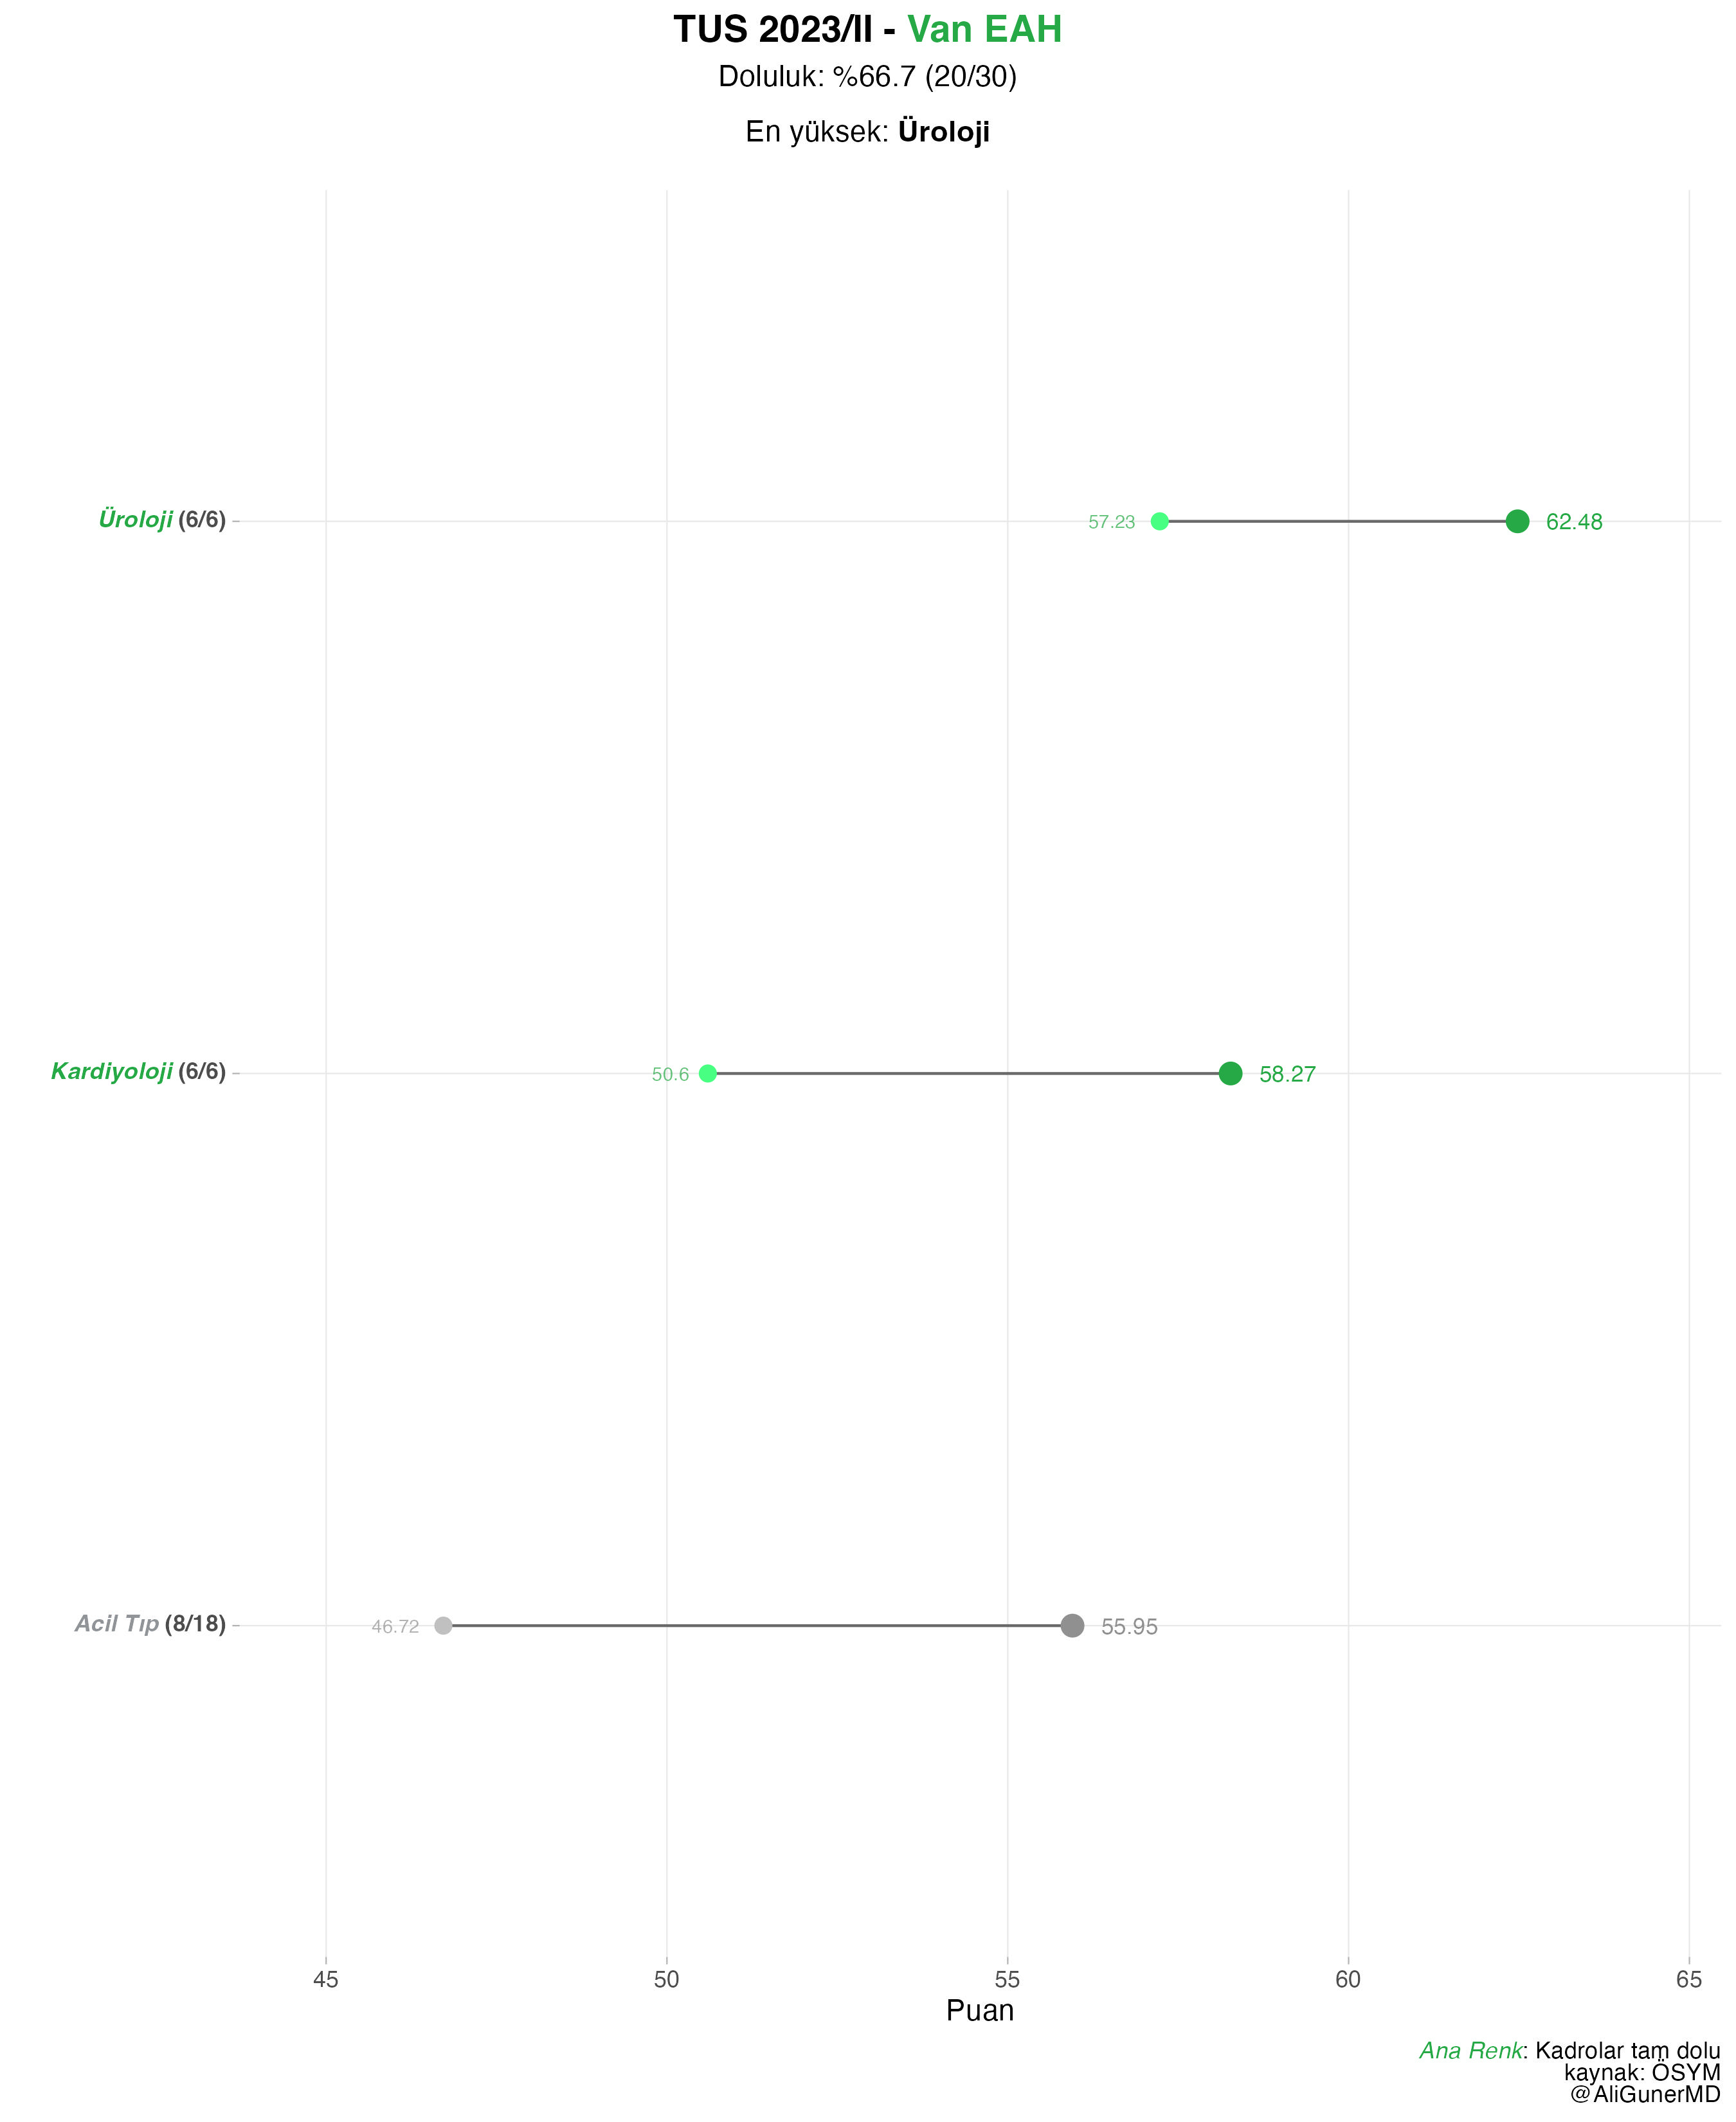 TUS 2023/II - Van EAH
Doluluk: %66.7 (20/30)
En yüksek: Üroloji
Üroloji (6/6)
57.23
62.48
Kardiyoloji (6/6)
50.6
58.27
Acil Tıp (8/18)
46.72
55.95
45
50
55
60
65
Puan
Ana Renk: Kadrolar tam dolu
kaynak: ÖSYM
@AliGunerMD